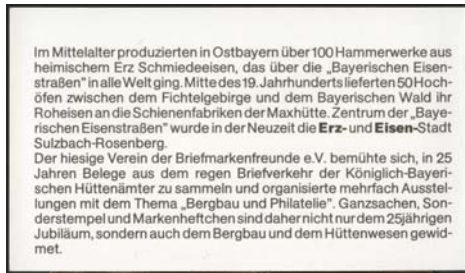 Im Mittelalter produzierten in Ostbayern über 100 Hammerwerke aus
heimischem Erz Schmiedeeisen, das über die „Bayerischen Eisen-
straßen" in alle Welt ging. Mitte des 19. Jahrhunderts lieferten 50 Hoch-
öfen zwischen dem Fichtelgebirge und dem Bayerischen Wald ihr
Roheisen an die Schienenfabriken der Maxhütte. Zentrum der „Baye-
rischen Eisenstraßen" wurde in der Neuzeit die Erz- und Eisen-Stadt
Sulzbach-Rosenberg.
Der hiesige Verein der Briefmarkenfreunde e.V. bemühte sich, in 25
Jahren Belege aus dem regen Briefverkehr der Königlich-Bayeri-
schen Hüttenämter zu sammeln und organisierte mehrfach Ausstel-
lungen mit dem Thema „Bergbau und Philatelie". Ganzsachen, Son-
derstempel und Markenheftchen sind daher nicht nur dem 25jährigen
Jubiläum, sondern auch dem Bergbau und dem Hüttenwesen gewid-
met.